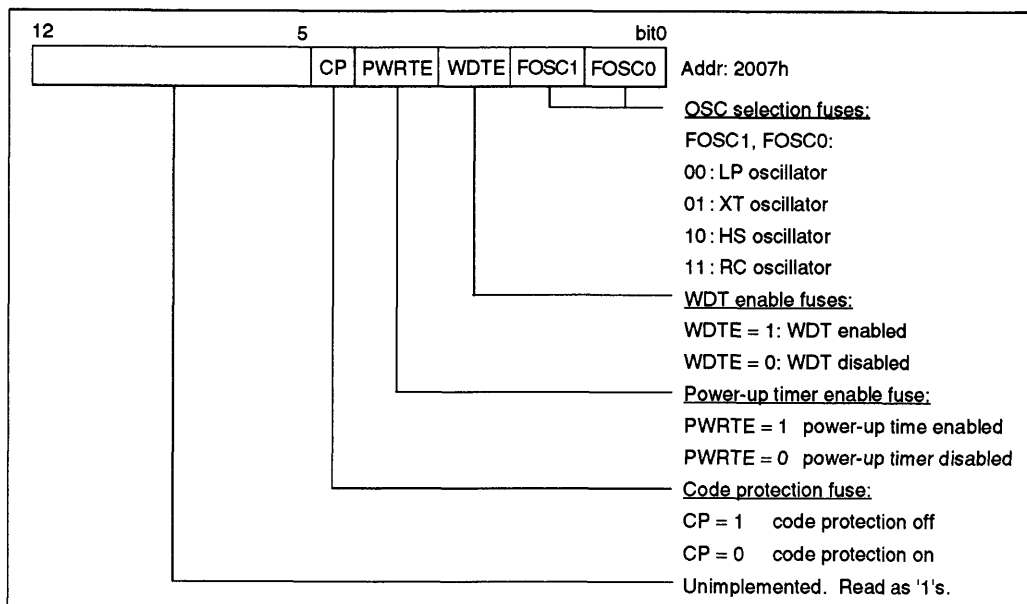 12 5 bit0
CP PWRTE WDTE FOSC1 FOSC0 Addr: 2007h
OSC selection fuses:
FOSC1, FOSC0:
00 : LP oscillator
01 : XT oscillator
10 : HS oscillator
11 : RC oscillator
WDT enable fuses:
WDTE = 1: WDT enabled
WDTE = 0: WDT disabled
Power-up timer enable fuse:
PWRTE = 1 power-up time enabled
PWRTE = 0 power-up timer disabled
Code protection fuse:
CP = 1 code protection off
CP = 0 code protection on
Unimplemented. Read as '1's.